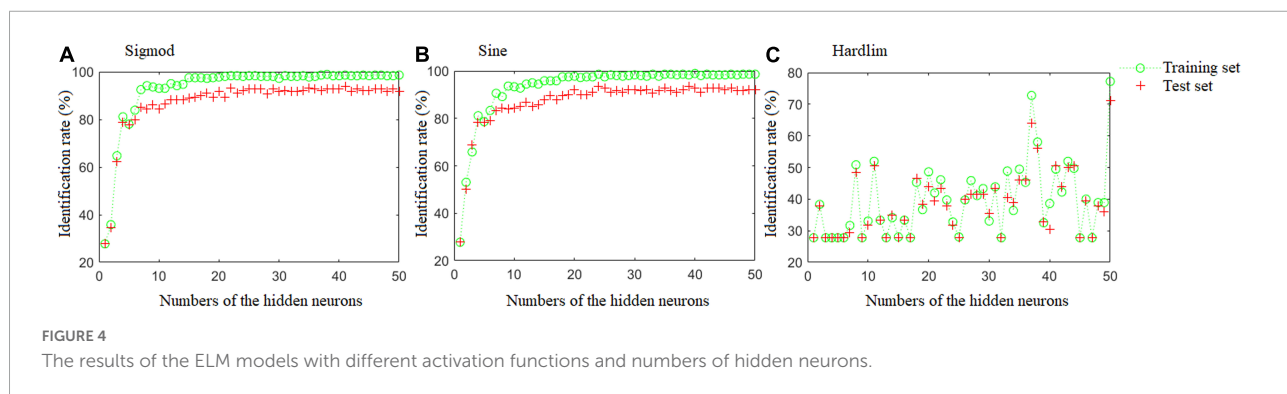 A Sigmod
B Sine
C Hardlim
Training set
Test set
Identification rate (%)
100
80
60
40
20
0 10 20 30 40 50
Numbers of the hidden neurons
Identification rate (%)
100
80
60
40
20
0 10 20 30 40 50
Numbers of the hidden neurons
Identification rate (%)
80
70
60
50
40
30
20
0 10 20 30 40 50
Numbers of the hidden neurons
FIGURE 4
The results of the ELM models with different activation functions and numbers of hidden neurons.